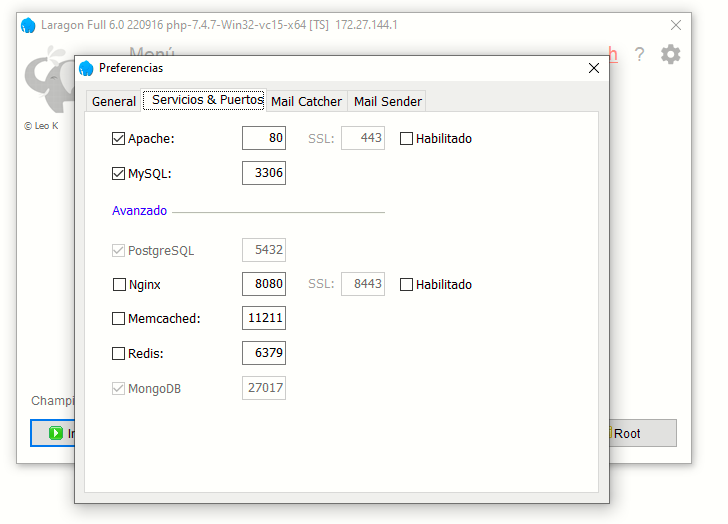 Laragon Full 6.0 220916 php-7.4.7-Win32-vc15-x64 [TS]  172.27.144.1
Menú
h ?
Preferencias
© Leo K
General Servicios & Puertos Mail Catcher Mail Sender
Apache: 80 SSL: 443 Habilitado
MySQL: 3306
Avanzado
PostgreSQL 5432
Nginx 8080 SSL: 8443 Habilitado
Memcached: 11211
Redis: 6379
MongoDB 27017
Champi
Root